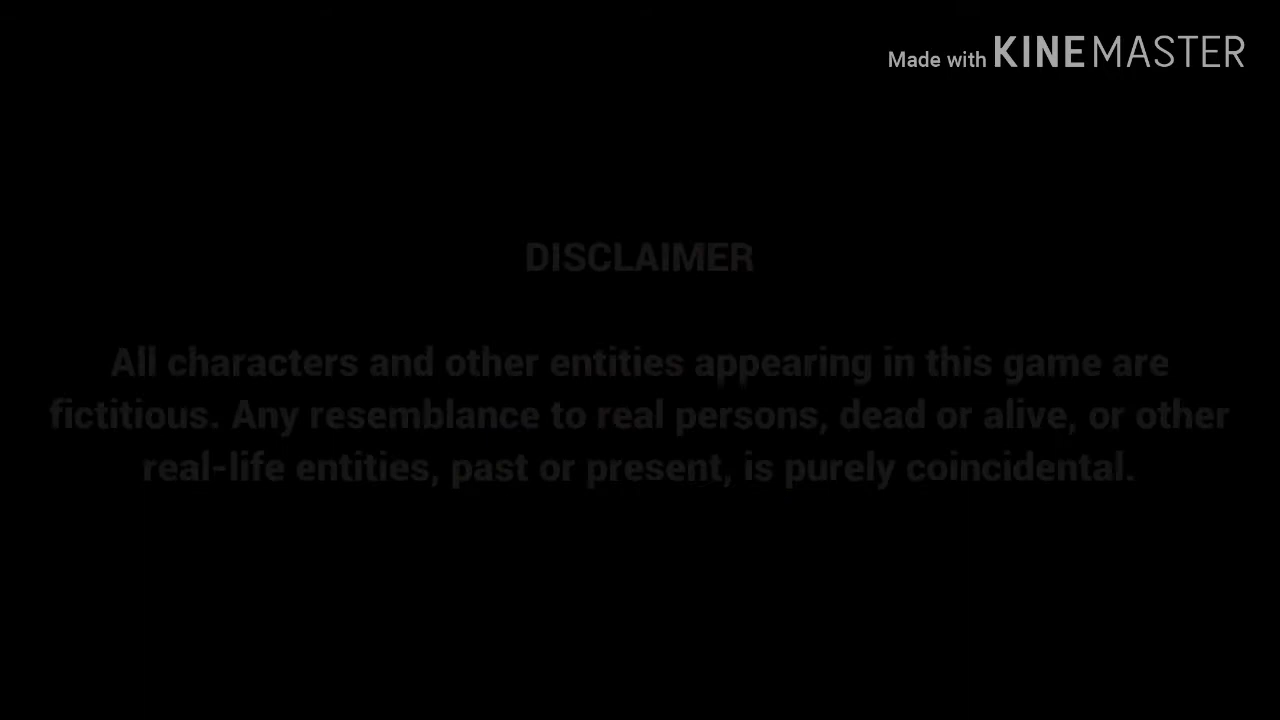 Made with KINEMASTER
DISCLAIMER
All characters and other entities appearing in this game are
fictitious. Any resemblance to real persons, dead or alive, or other
real-life entities, past or present, is purely coincidental.